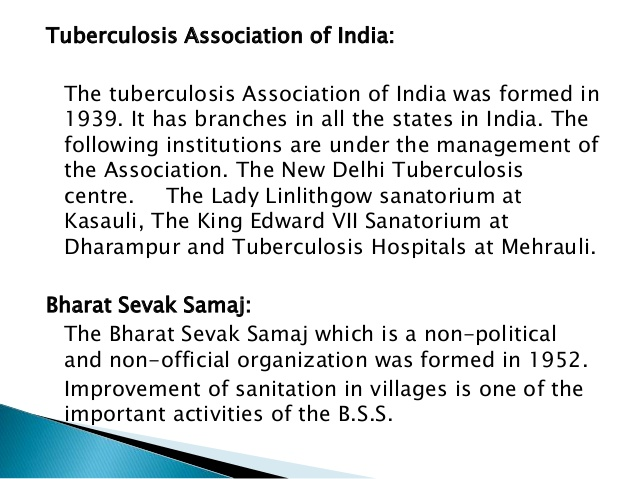 Tuberculosis Association of India:
The tuberculosis Association of India was formed in
1939. It has branches in all the states in India. The
following institutions are under the management of
the Association. The New Delhi Tuberculosis
centre. The Lady Linlithgow sanatorium at
Kasauli, The King Edward VII Sanatorium at
Dharampur and Tuberculosis Hospitals at Mehrauli.
Bharat Sevak Samaj:
The Bharat Sevak Samaj which is a non-political
and non-official organization was formed in 1952.
Improvement of sanitation in villages is one of the
important activities of the B.S.S.